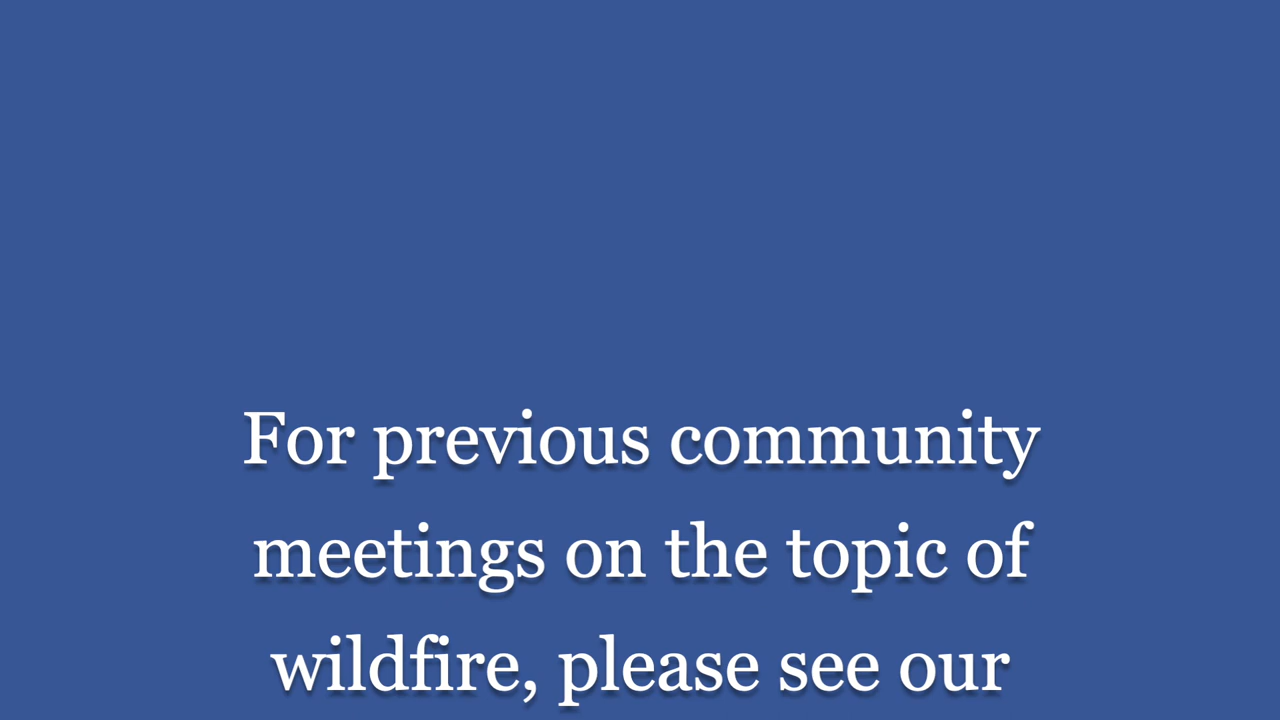 For previous community
meetings on the topic of
wildfire, please see our